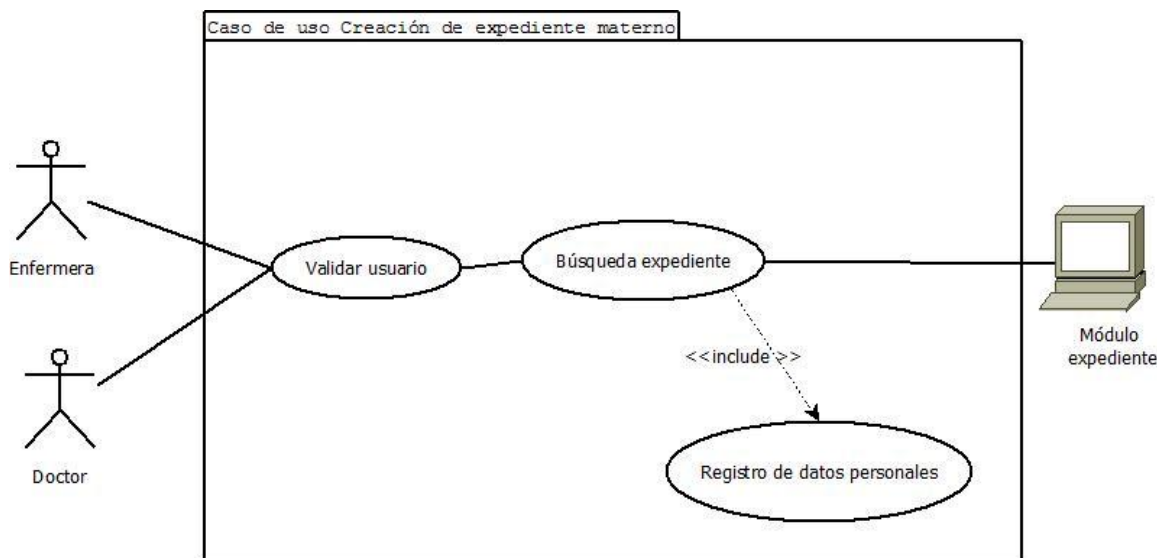 Caso de uso Creación de expediente materno
Enfermera
Validar usuario
Búsqueda expediente
Módulo
expediente
<<include >>
Registro de datos personales
Doctor